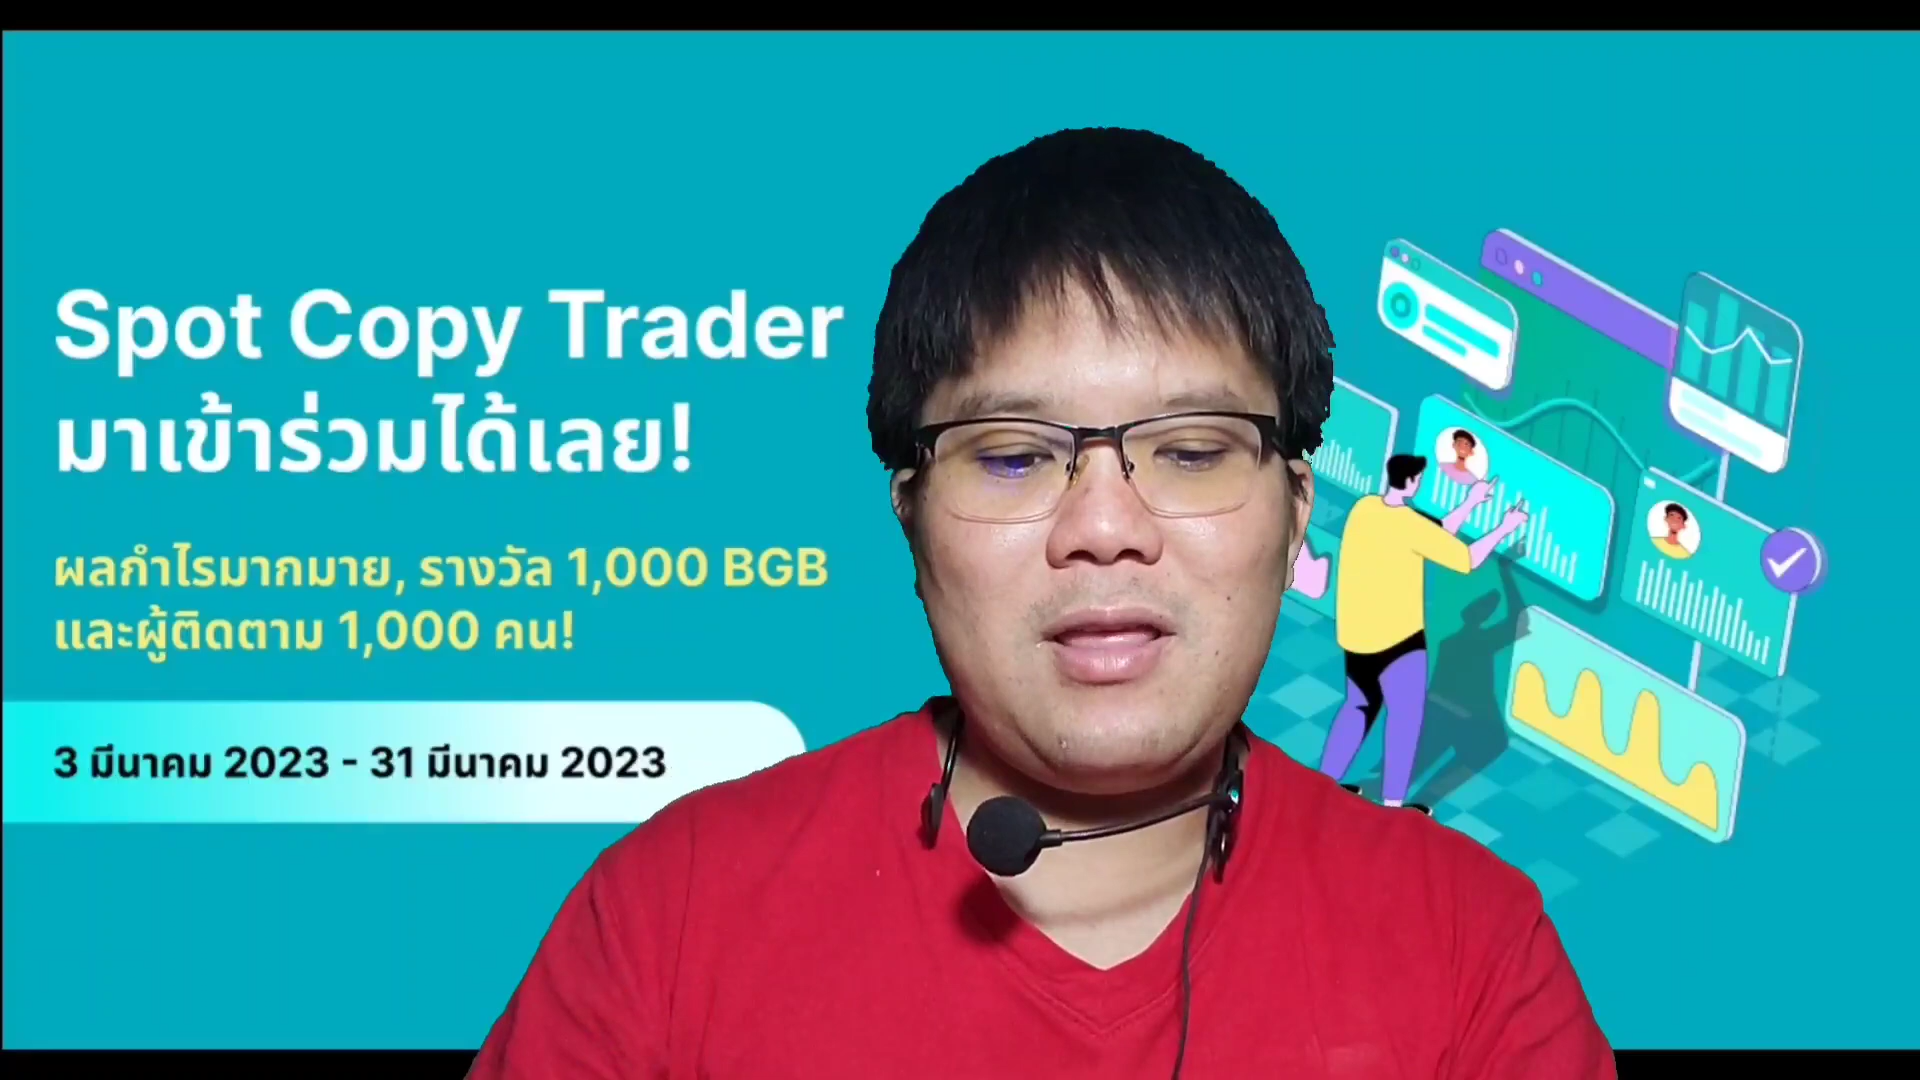 Spot Copy Trader
มาเข้าร่วมได้เลย!
ผลกำไรมากมาย, รางวัล 1,000 BGB
และผู้ติดตาม 1,000 คน!
3 มีนาคม 2023 - 31 มีนาคม 2023